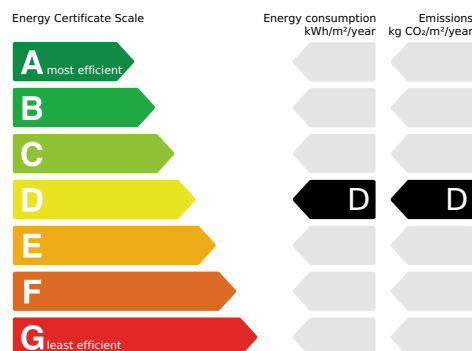 Energy Certificate Scale
Energy consumption
kWh/m²/year
Emissions
kg CO₂/m²/year
A most efficient
B
C
D D D
E
F
G least efficient